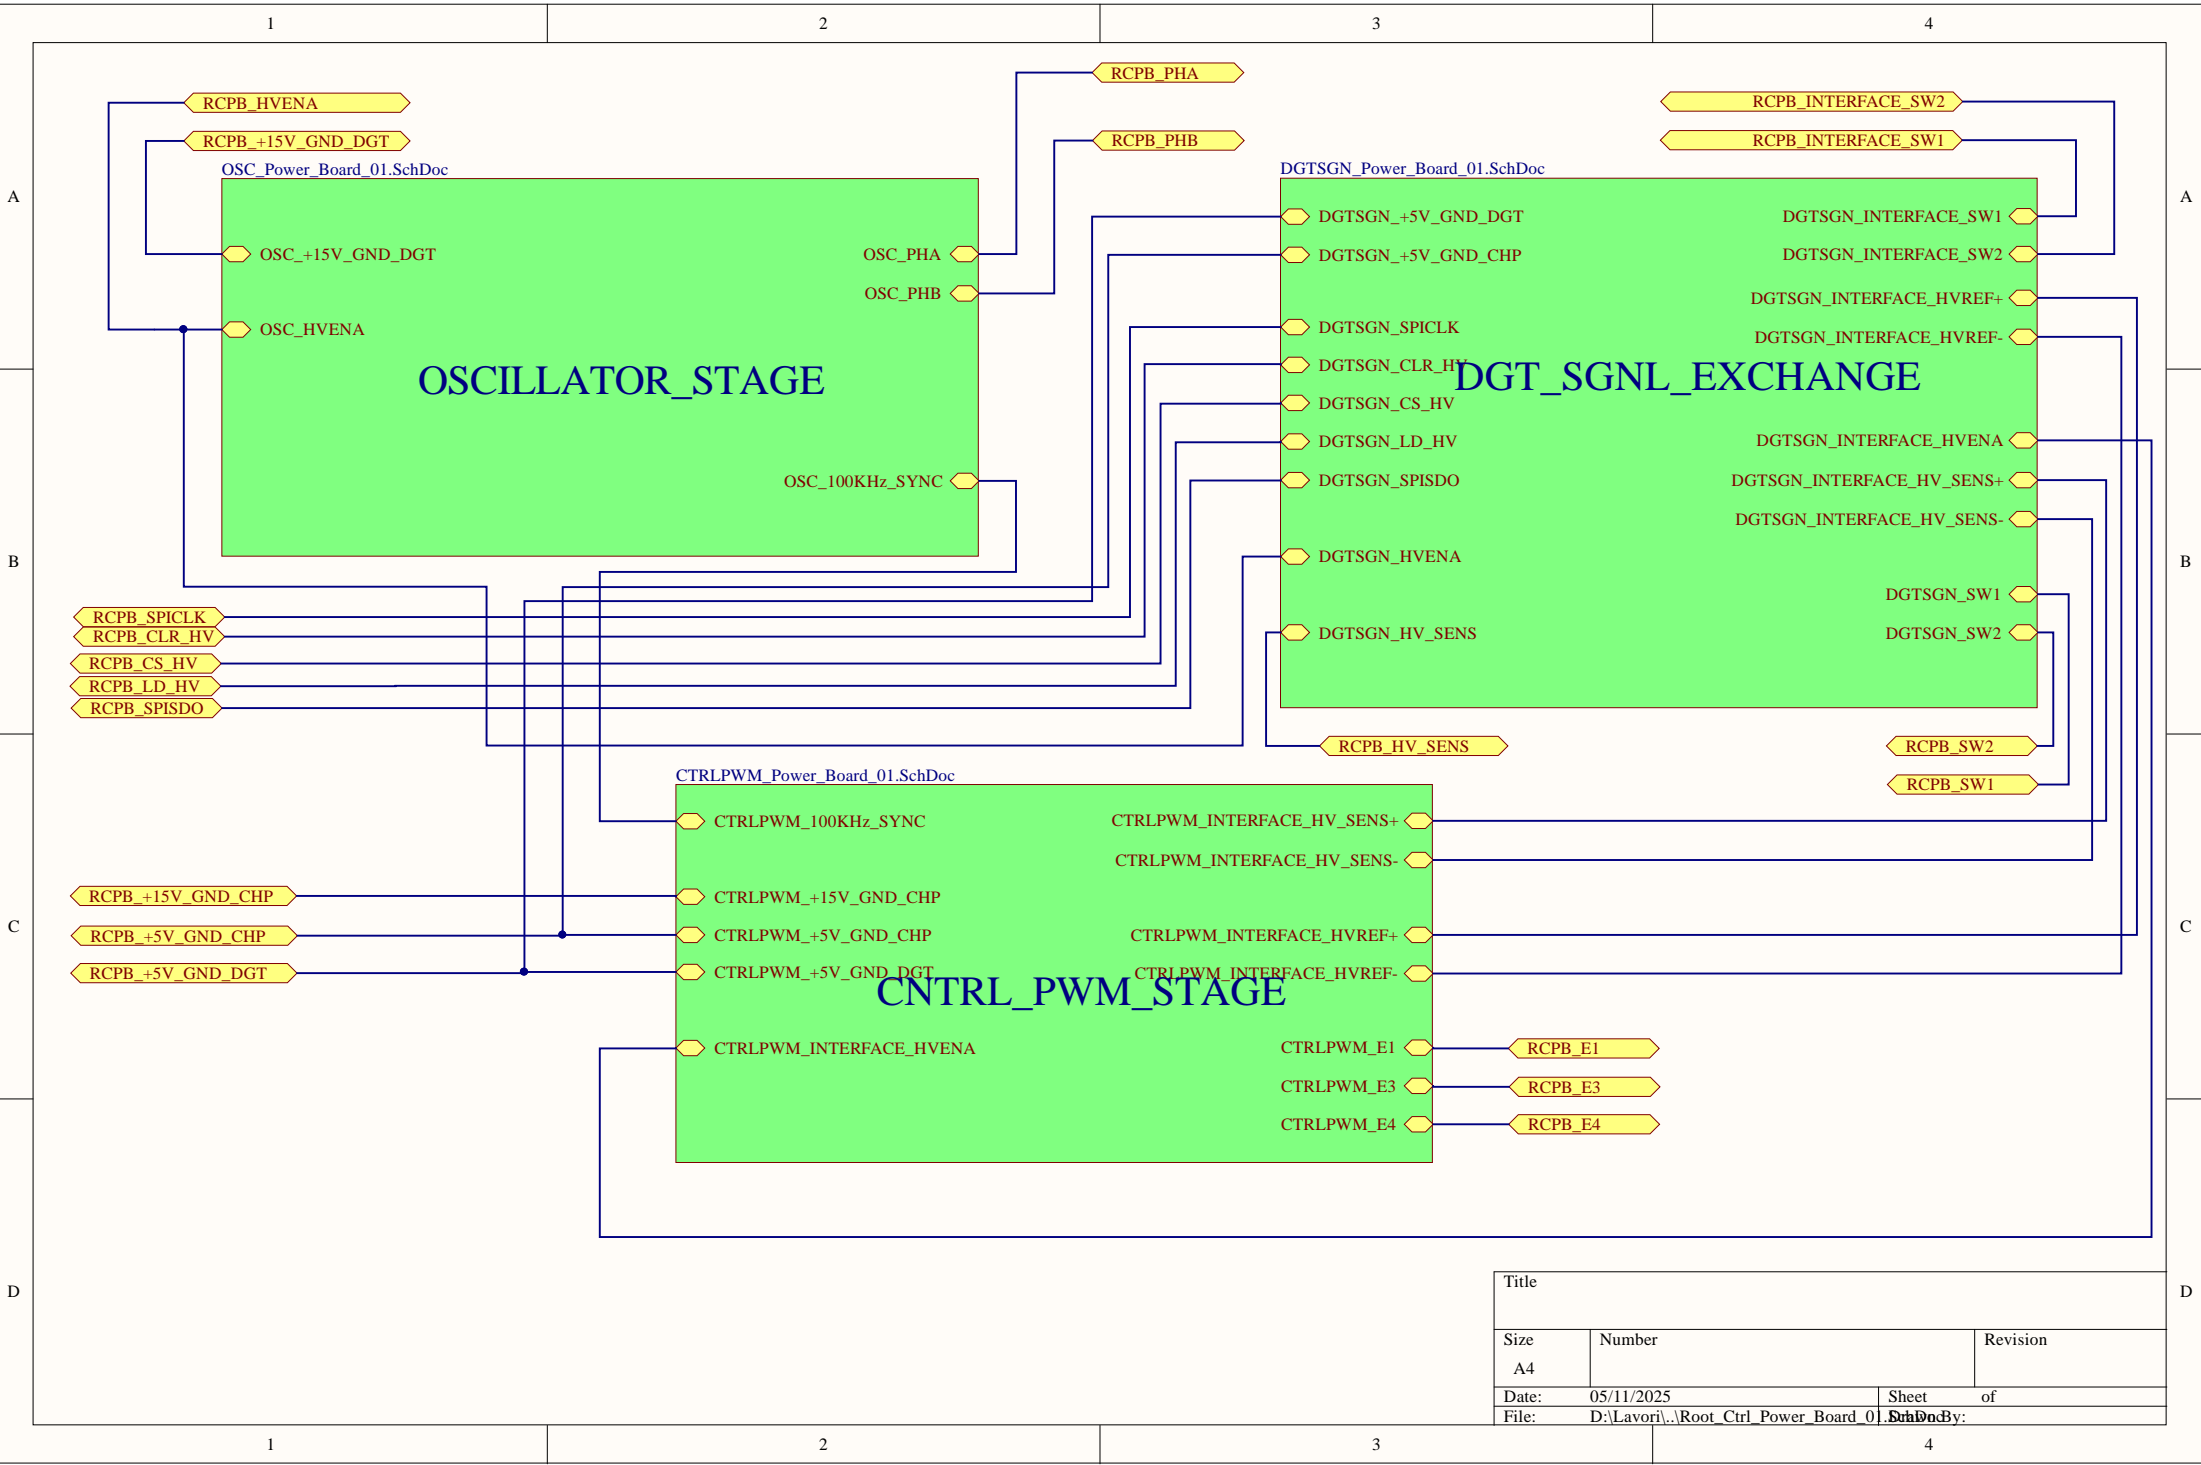 1 2 3 4
RCPB_PHA
RCPB_HVENA
RCPB_INTERFACE_SW2
RCPB_+15V_GND_DGT
RCPB_PHB
RCPB_INTERFACE_SW1
OSC_Power_Board_01.SchDoc
DGTSGN_Power_Board_01.SchDoc
A A
OSC_+15V_GND_DGT
OSC_PHA
OSC_PHB
OSC_HVENA
OSCILLATOR_STAGE
OSC_100KHz_SYNC
DGTSGN_+5V_GND_DGT
DGTSGN_+5V_GND_CHP
DGTSGN_SPICLK
DGTSGN_CLR_HV
DGTSGN_CS_HV
DGTSGN_LD_HV
DGTSGN_SPISDO
DGTSGN_HVENA
DGTSGN_HV_SENS
DGT_SGNL_EXCHANGE
DGTSGN_INTERFACE_SW1
DGTSGN_INTERFACE_SW2
DGTSGN_INTERFACE_HVREF+
DGTSGN_INTERFACE_HVREF-
DGTSGN_INTERFACE_HVENA
DGTSGN_INTERFACE_HV_SENS+
DGTSGN_INTERFACE_HV_SENS-
DGTSGN_SW1
DGTSGN_SW2
B B
RCPB_SPICLK
RCPB_CLR_HV
RCPB_CS_HV
RCPB_LD_HV
RCPB_SPISDO
RCPB_HV_SENS
RCPB_SW2
RCPB_SW1
CTRLPWM_Power_Board_01.SchDoc
CTRLPWM_100KHz_SYNC
CTRLPWM_+15V_GND_CHP
CTRLPWM_+5V_GND_CHP
CTRLPWM_+5V_GND_DGT
CTRLPWM_INTERFACE_HVENA
CNTRL_PWM_STAGE
CTRLPWM_INTERFACE_HV_SENS+
CTRLPWM_INTERFACE_HV_SENS-
CTRLPWM_INTERFACE_HVREF+
CTRLPWM_INTERFACE_HVREF-
CTRLPWM_E1
CTRLPWM_E3
CTRLPWM_E4
RCPB_+15V_GND_CHP
RCPB_+5V_GND_CHP
RCPB_+5V_GND_DGT
C C
RCPB_E1
RCPB_E3
RCPB_E4
D D
Title
Size Number Revision
A4
Date: 05/11/2025 Sheet of
File: D:\Lavori\..\Root_Ctrl_Power_Board_01.SchDoc Drawn By:
1 2 3 4